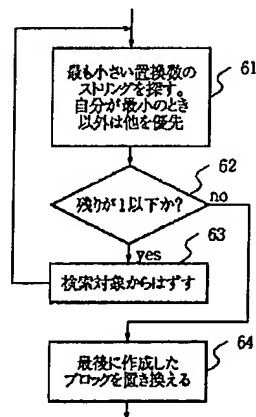 61
最も小さい置換数の
ストリングを探す。
自分が最小のとき
以外は他を優先
62
残りが1以下か?
no
yes
63
検索対象からはずす
64
最後に作成した
ブロックを置き換える